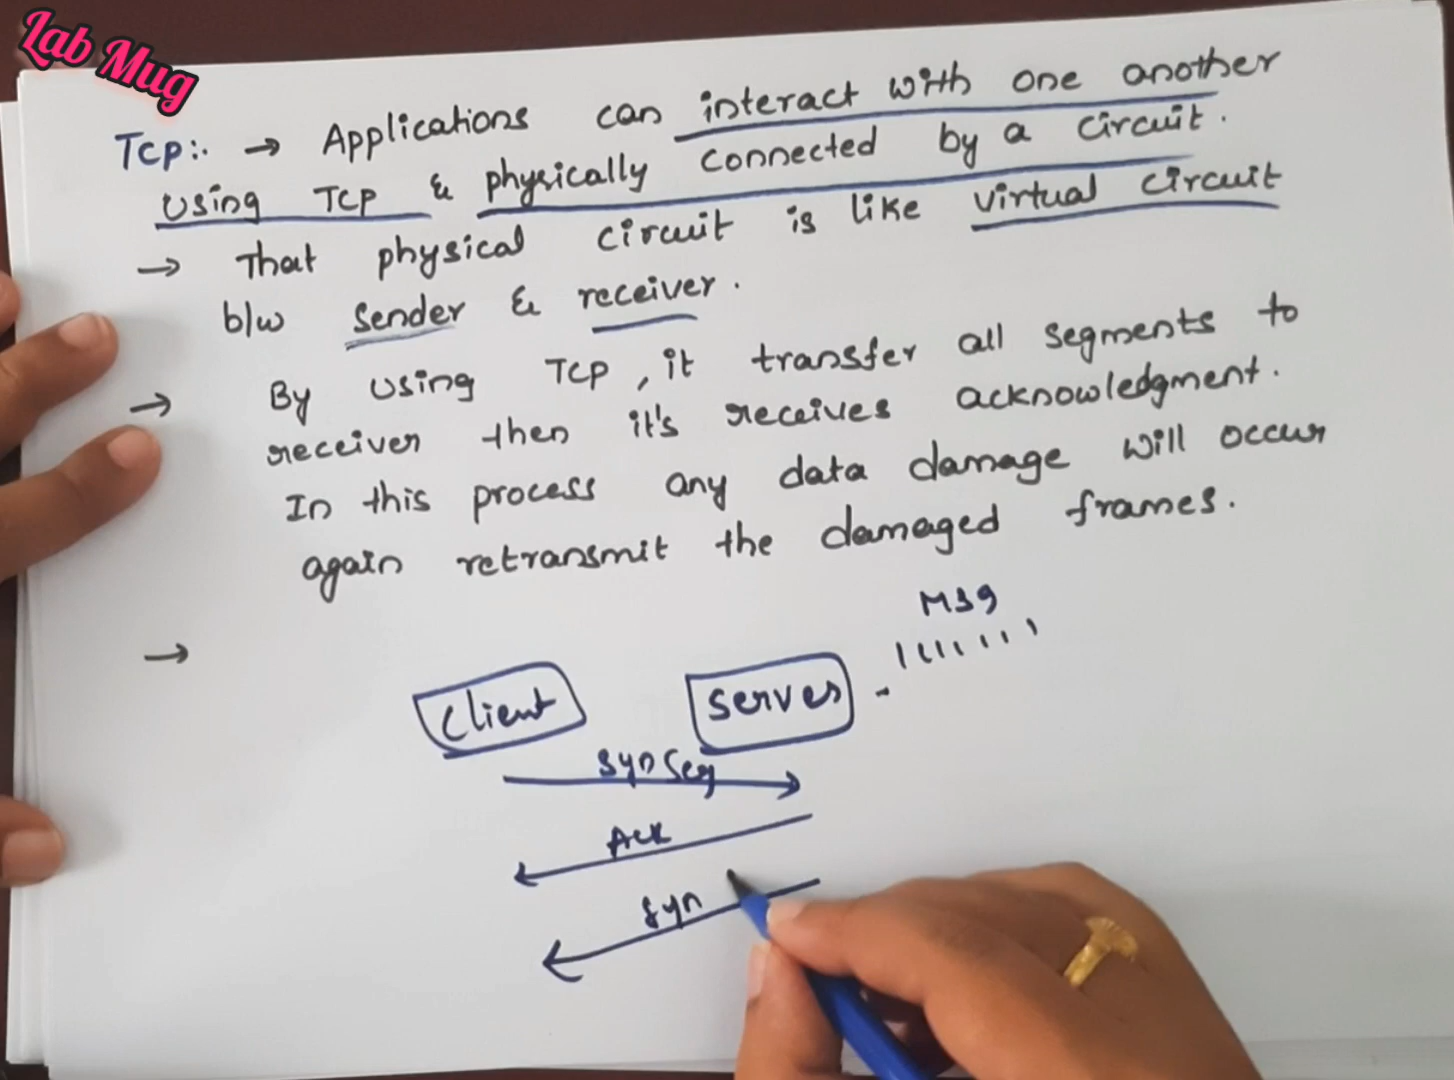 Lab Mug
Tcp:. → Applications can interact with one another
using TCP & physically connected by a circuit.
→ That physical circuit is like virtual circuit
b/w Sender & receiver.
→ By using TCP, it transfer all segments to
receiver then it's receives acknowledgment.
In this process any data damage will occur
again retransmit the damaged frames.
→
Msg
Client Server
Syn Seg
Ack
Syn